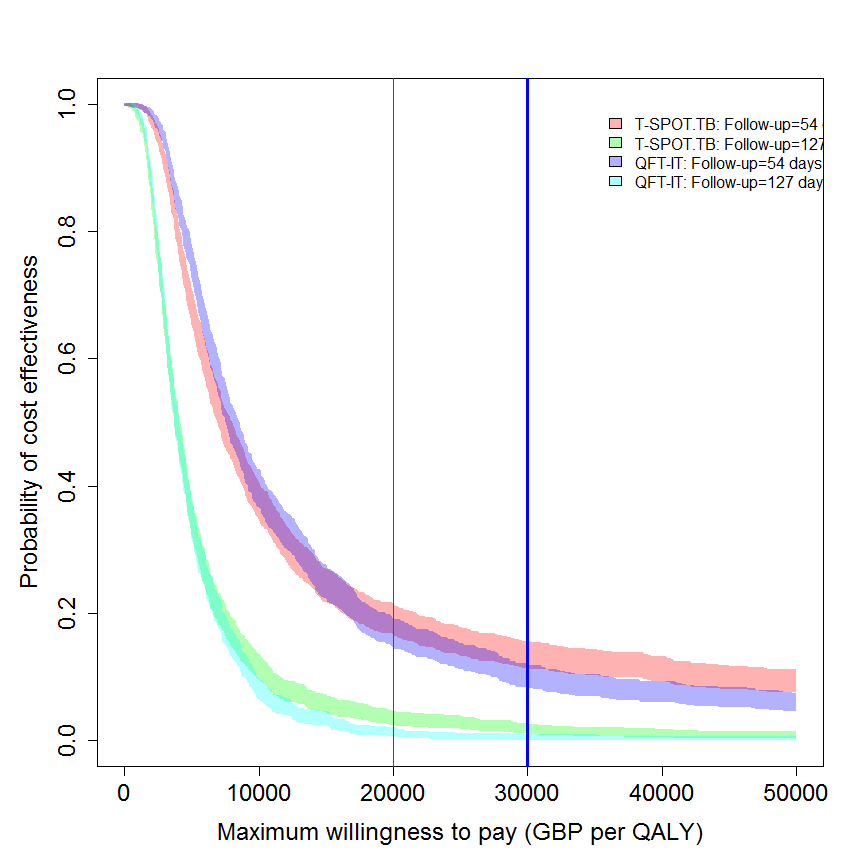 T-SPOT.TB: Follow-up=54
T-SPOT.TB: Follow-up=127
QFT-IT: Follow-up=54 days
QFT-IT: Follow-up=127 day
Probability of cost effectiveness
1.0
0.8
0.6
0.4
0.2
0.0
0 10000 20000 30000 40000 50000
Maximum willingness to pay (GBP per QALY)